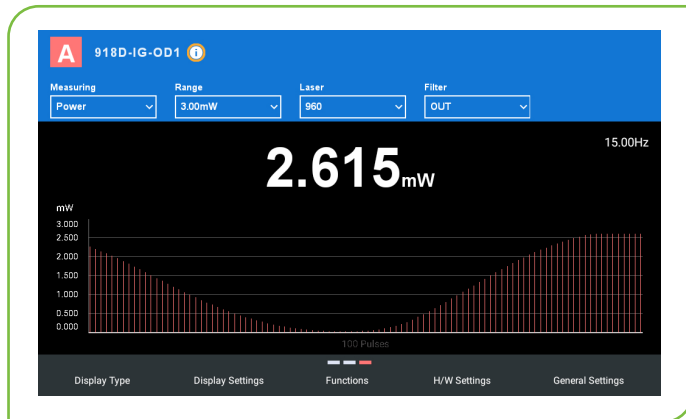 A 918D-IG-OD1 i
Measuring Range Laser Filter
Power 3.00mW 960 OUT
15.00Hz
2.615mW
mW
3.000
2.500
2.000
1.500
1.000
0.500
0.000
100 Pulses
Display Type Display Settings Functions H/W Settings General Settings